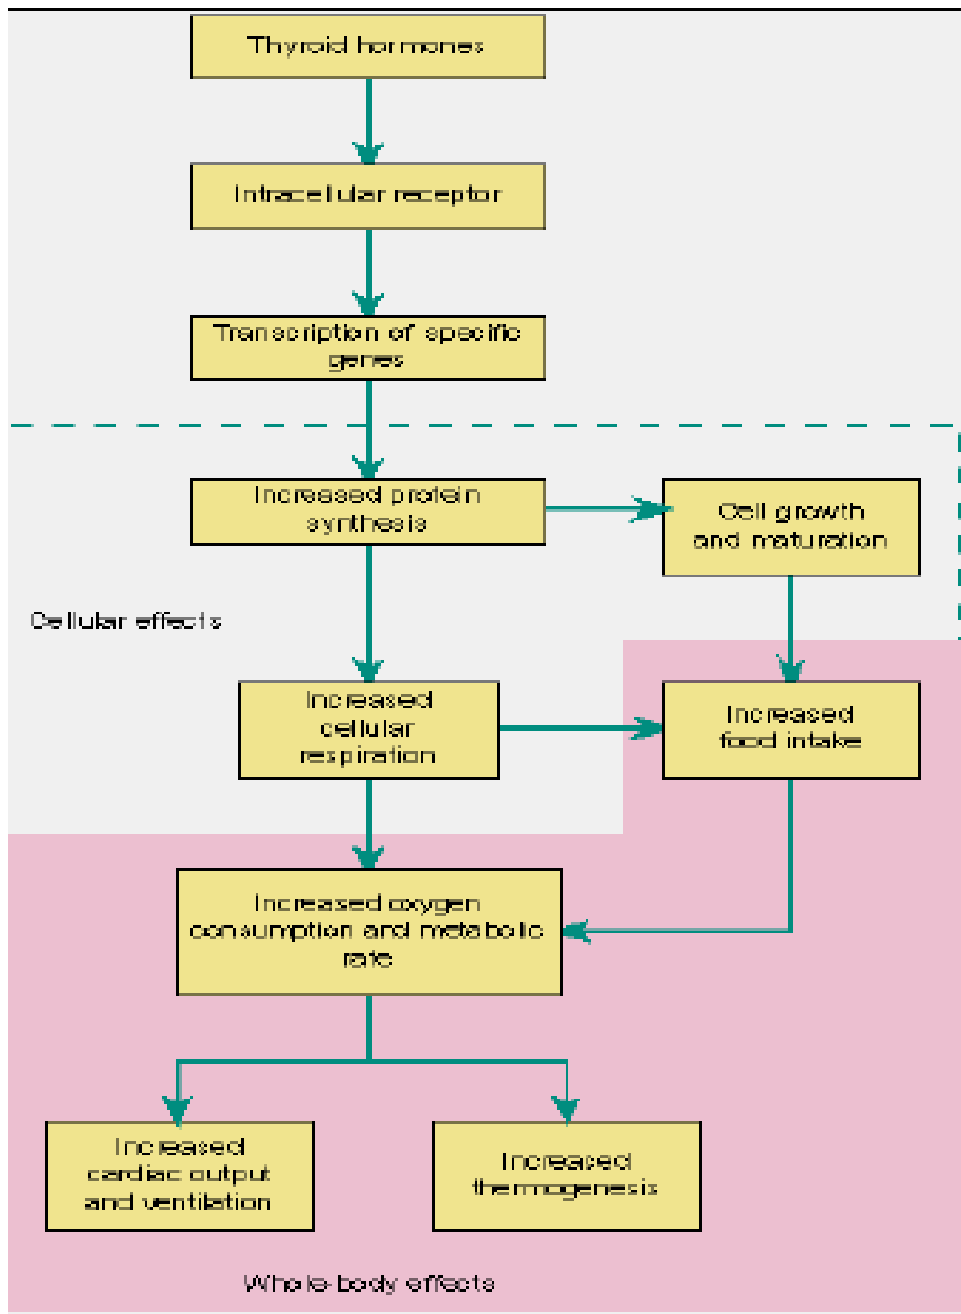 Thyroid hormones
Intracellular receptor
Transcription of specific
genes
Increased protein
synthesis
Cell growth
and maturation
Cellular effects
Increased
cellular
respiration
Increased
food intake
Increased oxygen
consumption and metabolic
rate
Increased
cardiac output
and ventilation
Increased
thermogenesis
Whole-body effects